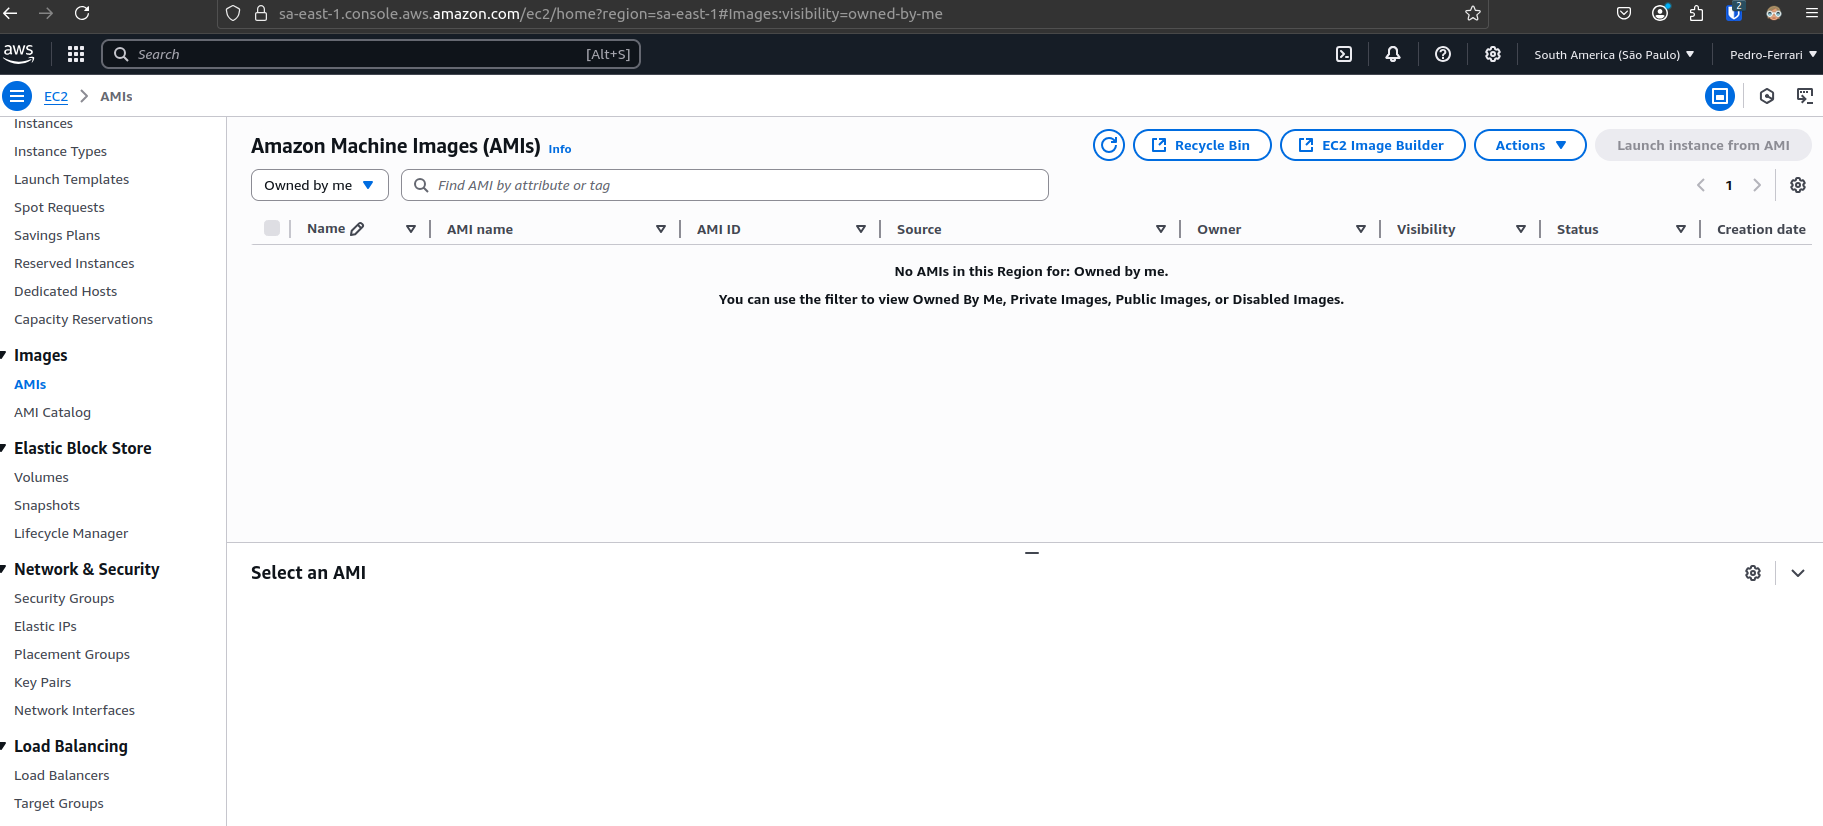 sa-east-1.console.aws.amazon.com/ec2/home?region=sa-east-1#Images:visibility=owned-by-me
2
aws
Search
[Alt+S]
South America (São Paulo)
Pedro-Ferrari
EC2
AMIs
Instances
Instance Types
Launch Templates
Spot Requests
Savings Plans
Reserved Instances
Dedicated Hosts
Capacity Reservations
Images
AMIs
AMI Catalog
Elastic Block Store
Volumes
Snapshots
Lifecycle Manager
Network & Security
Security Groups
Elastic IPs
Placement Groups
Key Pairs
Network Interfaces
Load Balancing
Load Balancers
Target Groups
Amazon Machine Images (AMIs) Info
Recycle Bin
EC2 Image Builder
Actions
Launch instance from AMI
Owned by me
Find AMI by attribute or tag
1
Name
AMI name
AMI ID
Source
Owner
Visibility
Status
Creation date
No AMIs in this Region for: Owned by me.
You can use the filter to view Owned By Me, Private Images, Public Images, or Disabled Images.
Select an AMI